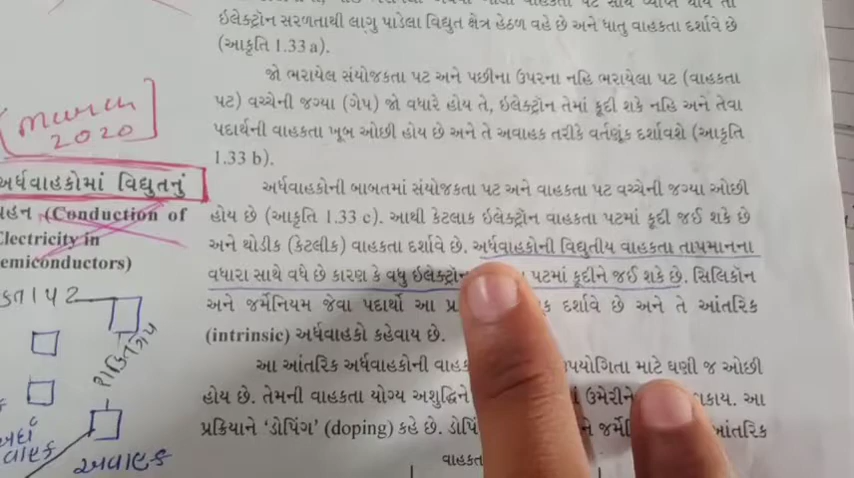 ઇલેક્ટ્રૉન સરળતાથી લાગુ પાડેલા વિદ્યુત ક્ષેત્ર હેઠળ વહે છે અને ધાતુ વાહકતા દર્શાવે છે
(આકૃતિ 1.33 a).
જો ભરાયેલ સંયોજકતા પટ અને પછીના ઉપરના નહિ ભરાયેલા પટ (વાહકતા
પટ) વચ્ચેની જગ્યા (ગેપ) જો વધારે હોય તે, ઇલેક્ટ્રૉન તેમાં કૂદી શકે નહિ અને તેવા
પદાર્થની વાહકતા ખૂબ ઓછી હોય છે અને તે અવાહક તરીકે વર્તણૂંક દર્શાવશે (આકૃતિ
1.33 b).
March
2020
અર્ધવાહકોમાં વિદ્યુતનું
વહન (Conduction of
Electricity in
Semiconductors)
અર્ધવાહકોની બાબતમાં સંયોજકતા પટ અને વાહકતા પટ વચ્ચેની જગ્યા ઓછી
હોય છે (આકૃતિ 1.33 c). આથી કેટલાક ઇલેક્ટ્રૉન વાહકતા પટમાં કૂદી જઈ શકે છે
અને થોડીક (કેટલીક) વાહકતા દર્શાવે છે. અર્ધવાહકોની વિદ્યુતીય વાહકતા તાપમાનના
વધારા સાથે વધે છે કારણ કે વધુ ઇલેક્ટ્રૉન પટમાં કૂદીને જઈ શકે છે. સિલિકોન
અને જર્મેનિયમ જેવા પદાર્થો આ દર્શાવે છે અને તે આંતરિક
(intrinsic) અર્ધવાહકો કહેવાય છે.
આ આંતરિક અર્ધવાહકોની માટે ઘણી જ ઓછી
હોય છે. તેમની વાહકતા યોગ્ય અશુદ્ધિને ઉમેરીને આ
પ્રક્રિયાને ‘ડોપિંગ’ (doping) કહે છે. આંતરિક
વાહકતા
શક્તિગેપ
અવાહક